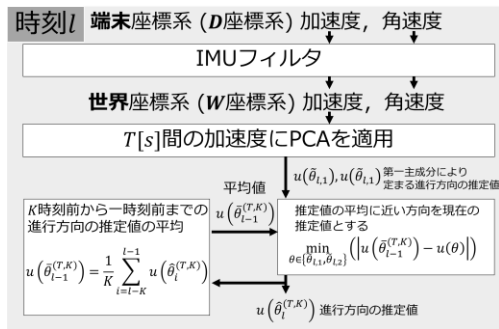 時刻l
端末座標系 (D座標系) 加速度，角速度
IMUフィルタ
世界座標系 (W座標系) 加速度，角速度
T[s]間の加速度にPCAを適用
u(θ̃_{l,1}), u(θ̃_{l,1}) 第一主成分により
定まる進行方向の推定値
平均値
u(θ̄_{l-1}^{(T,K)})
K時刻前から一時刻前までの
進行方向の推定値の平均
u(θ̄_{l-1}^{(T,K)}) = 1/K ∑_{i=l-K}^{l-1} u(θ̂_i^{(T,K)})
推定値の平均に近い方向を現在の
推定値とする
min_{θ∈{θ̃_{l,1},θ̃_{l,2}}} (|u(θ̄_{l-1}^{(T,K)}) − u(θ)|)
u(θ̂_l^{(T,K)}) 進行方向の推定値